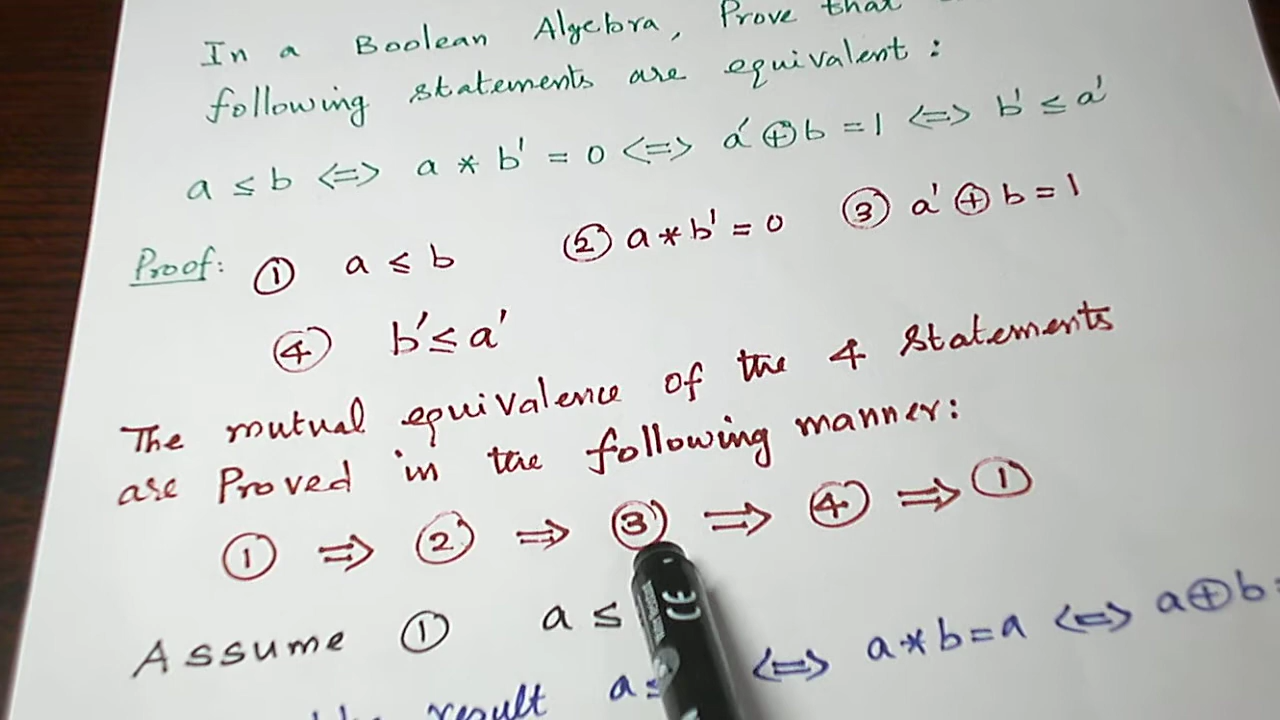 In a Boolean Algebra, Prove that
following statements are equivalent :
a ≤ b <=> a * b' = 0 <=> a' ⊕ b = 1 <=> b' ≤ a'
Proof: ① a ≤ b ② a * b' = 0 ③ a' ⊕ b = 1
④ b' ≤ a'
The mutual equivalence of the 4 statements
are Proved in the following manner:
① => ② => ③ => ④ => ①
Assume ① a ≤
result a ≤ <=> a * b = a <=> a ⊕ b =